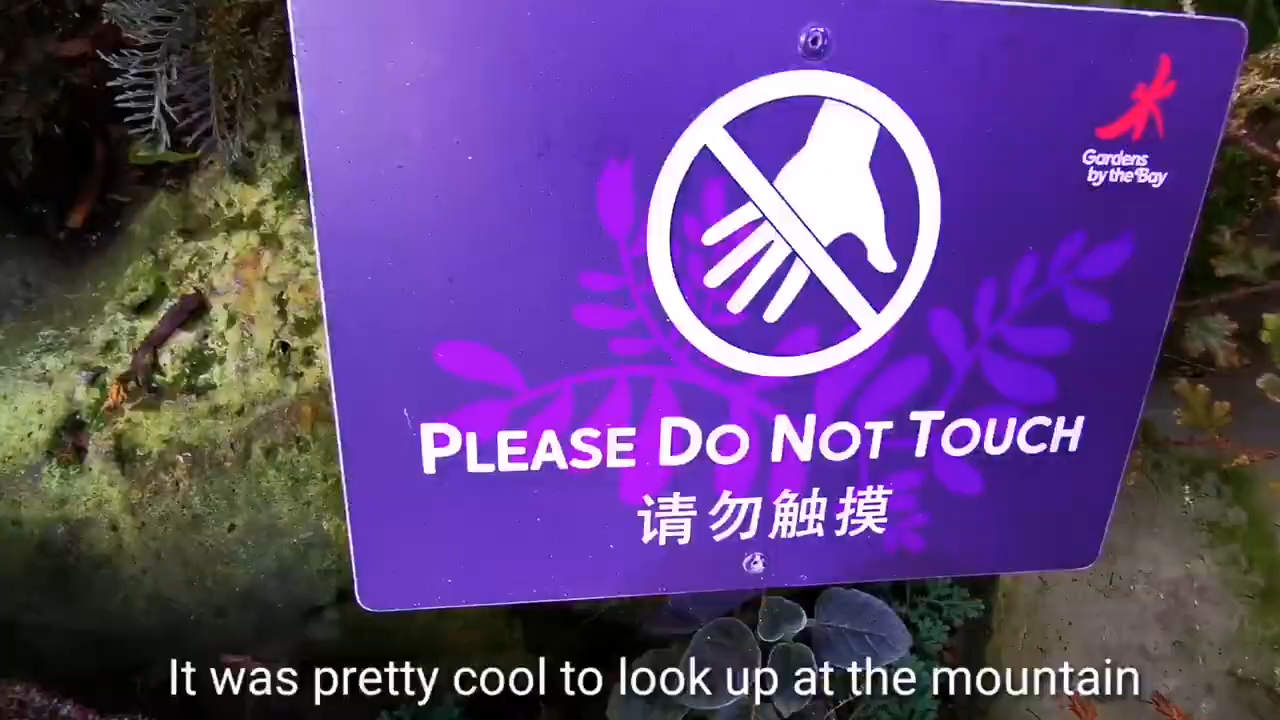 Gardens
by the Bay
PLEASE DO NOT TOUCH
请勿触摸
It was pretty cool to look up at the mountain